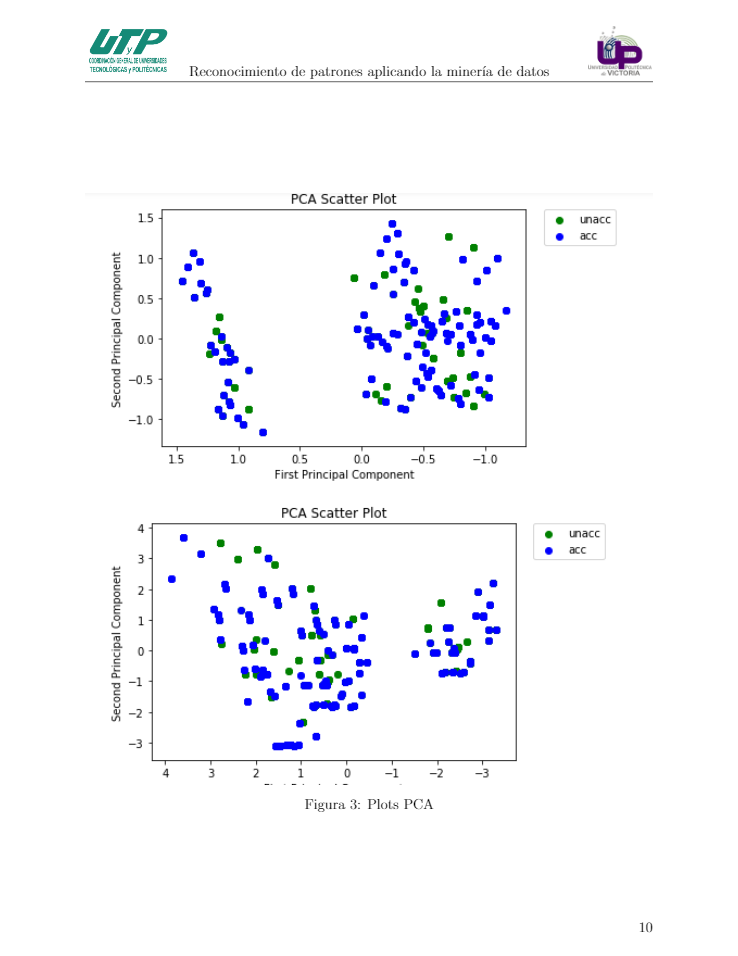 UTP
y
COORDINACIÓN GENERAL DE UNIVERSIDADES
TECNOLÓGICAS y POLITÉCNICAS
UP
UNIVERSIDAD POLITÉCNICA
DE VICTORIA
Reconocimiento de patrones aplicando la minería de datos
PCA Scatter Plot
unacc
acc
Second Principal Component
1.5
1.0
0.5
0.0
−0.5
−1.0
1.5 1.0 0.5 0.0 −0.5 −1.0
First Principal Component
PCA Scatter Plot
unacc
acc
Second Principal Component
4
3
2
1
0
−1
−2
−3
4 3 2 1 0 −1 −2 −3
Figura 3: Plots PCA
10